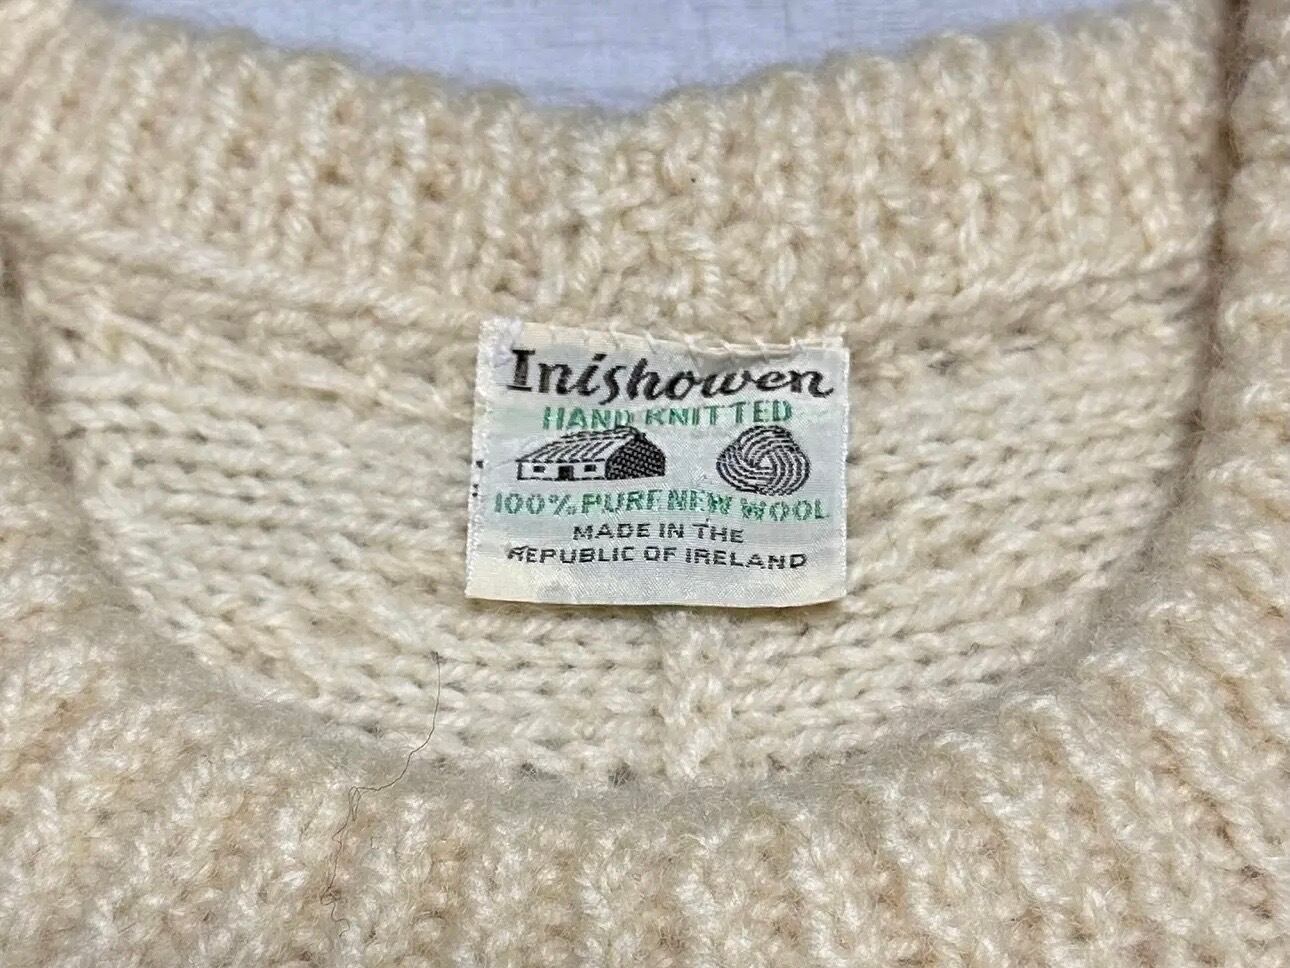 Inishowen
HAND KNITTED
100% PURE NEW WOOL
MADE IN THE
REPUBLIC OF IRELAND